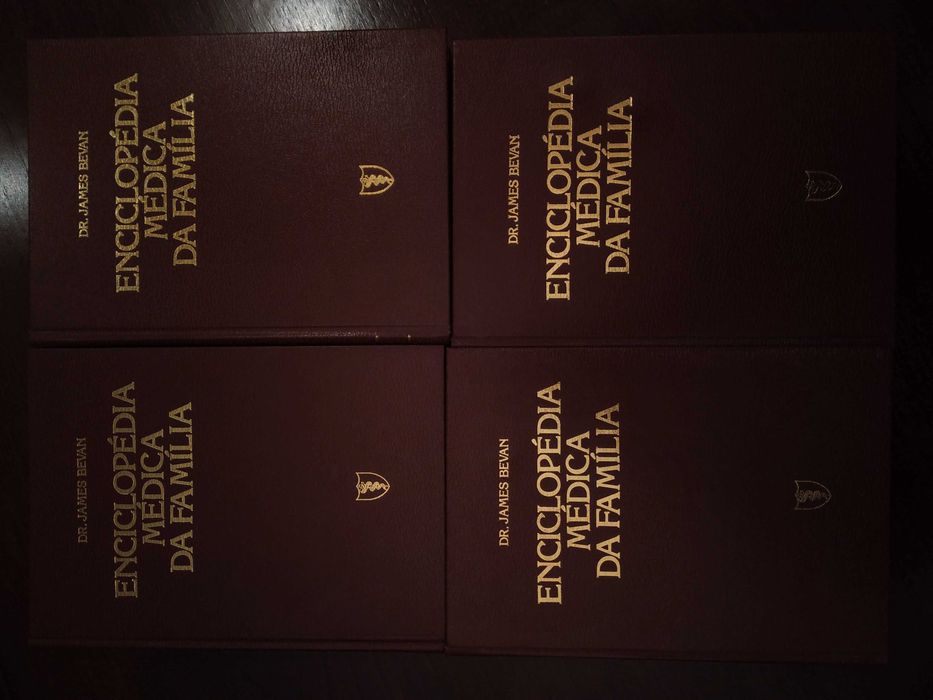 DR. JAMES BEVAN
ENCICLOPÉDIA
MÉDICA
DA FAMÍLIA
DR. JAMES BEVAN
ENCICLOPÉDIA
MÉDICA
DA FAMÍLIA
DR. JAMES BEVAN
ENCICLOPÉDIA
MÉDICA
DA FAMÍLIA
DR. JAMES BEVAN
ENCICLOPÉDIA
MÉDICA
DA FAMÍLIA